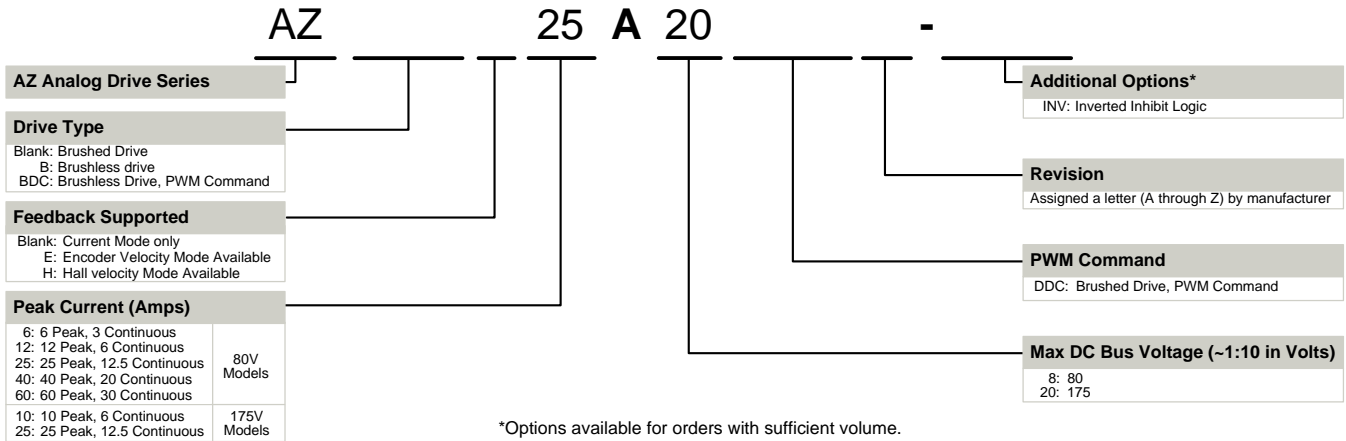 AZ 25 A 20 -
AZ Analog Drive Series
Drive Type
Blank: Brushed Drive
B: Brushless drive
BDC: Brushless Drive, PWM Command
Feedback Supported
Blank: Current Mode only
E: Encoder Velocity Mode Available
H: Hall velocity Mode Available
Peak Current (Amps)
6: 6 Peak, 3 Continuous
12: 12 Peak, 6 Continuous
25: 25 Peak, 12.5 Continuous
40: 40 Peak, 20 Continuous
60: 60 Peak, 30 Continuous
80V
Models
10: 10 Peak, 6 Continuous
25: 25 Peak, 12.5 Continuous
175V
Models
Additional Options*
INV: Inverted Inhibit Logic
Revision
Assigned a letter (A through Z) by manufacturer
PWM Command
DDC: Brushed Drive, PWM Command
Max DC Bus Voltage (~1:10 in Volts)
8: 80
20: 175
*Options available for orders with sufficient volume.